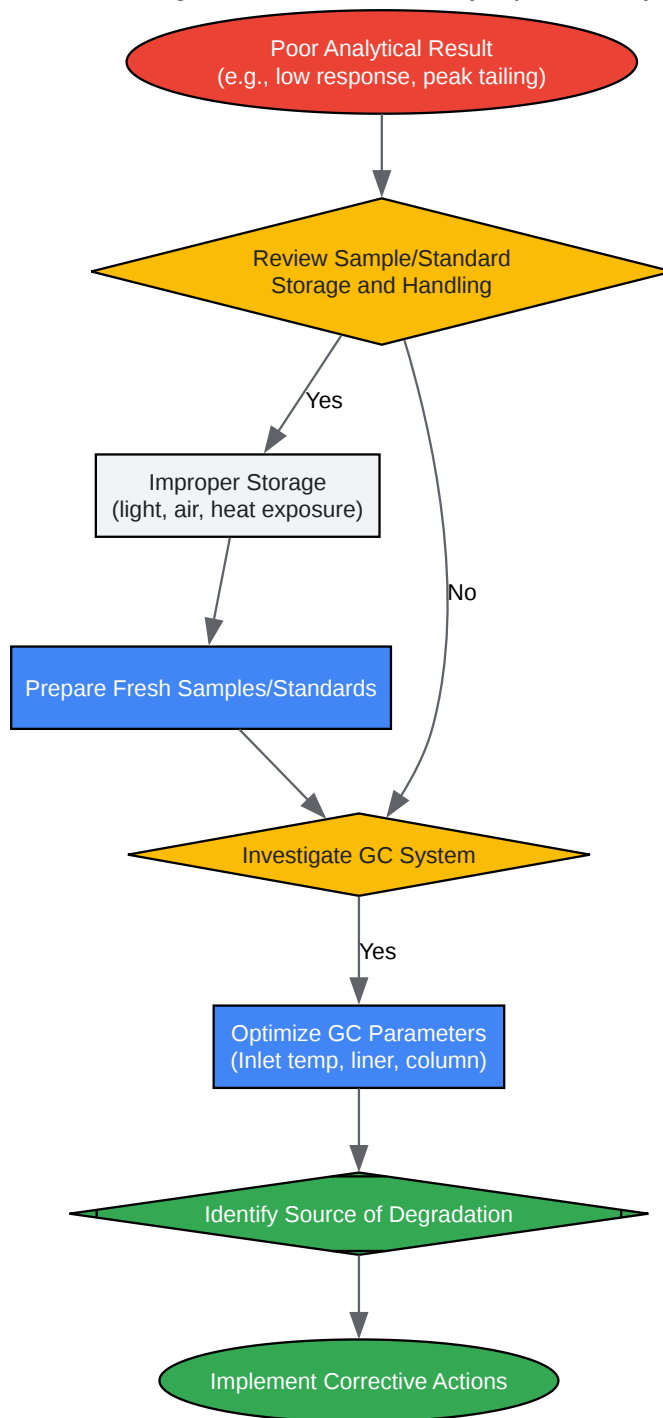 Poor Analytical Result
(e.g., low response, peak tailing)
Review Sample/Standard
Storage and Handling
Yes
Improper Storage
(light, air, heat exposure)
No
Prepare Fresh Samples/Standards
Investigate GC System
Yes
Optimize GC Parameters
(Inlet temp, liner, column)
Identify Source of Degradation
Implement Corrective Actions